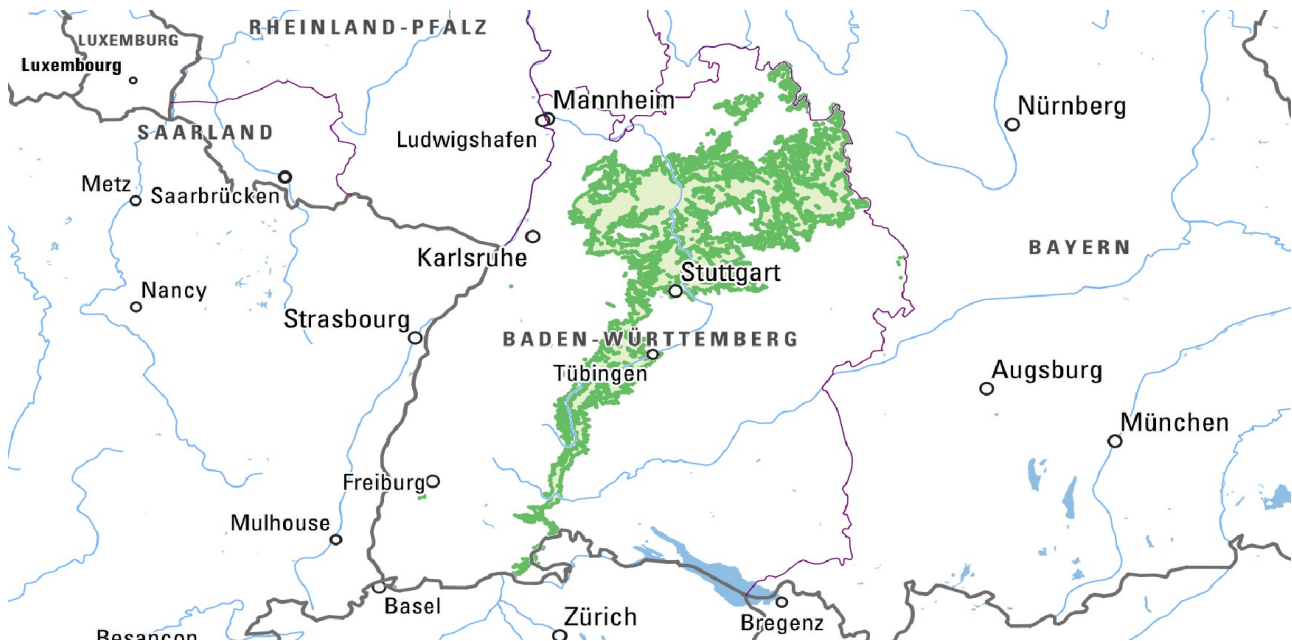 RHEINLAND-PFALZ
LUXEMBURG
Luxembourg
Mannheim
Nürnberg
SAARLAND
Ludwigshafen
Metz
Saarbrücken
Karlsruhe
BAYERN
Stuttgart
Nancy
Strasbourg
BADEN-WÜRTTEMBERG
Tübingen
Augsburg
München
Freiburg
Mulhouse
Basel
Zürich
Bregenz
Besançon